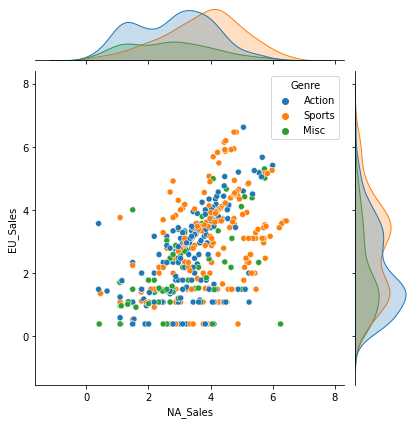 Genre
Action
Sports
Misc
8
6
4
2
0
EU_Sales
0 2 4 6 8
NA_Sales